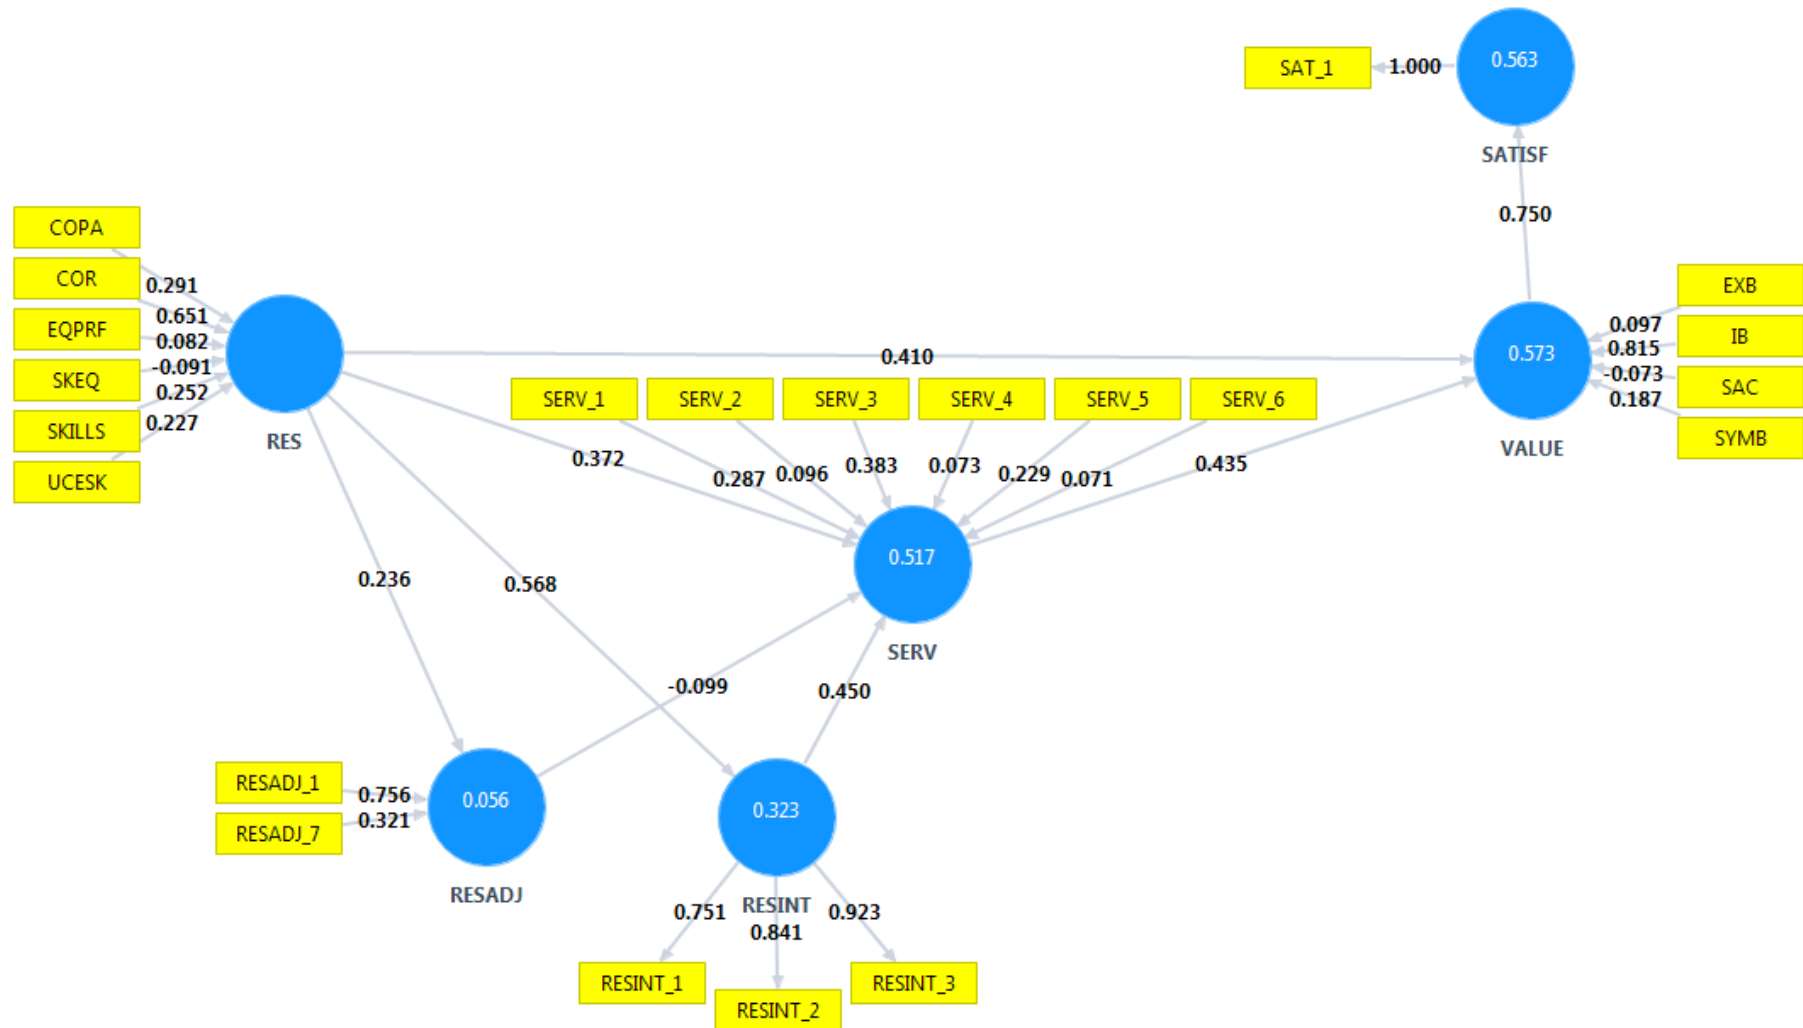 0.563
SAT_1
1.000
SATISF
0.750
COPA
COR
EQPRF
SKEQ
SKILLS
UCESK
0.291
0.651
0.082
-0.091
0.252
0.227
RES
0.410
EXB
IB
SAC
SYMB
0.097
0.815
-0.073
0.187
0.573
VALUE
SERV_1
SERV_2
SERV_3
SERV_4
SERV_5
SERV_6
0.372
0.287
0.096
0.383
0.073
0.229
0.071
0.435
0.517
SERV
0.236
0.568
-0.099
0.450
RESADJ_1
RESADJ_7
0.756
0.321
0.056
RESADJ
0.323
RESINT
0.751
0.841
0.923
RESINT_1
RESINT_2
RESINT_3